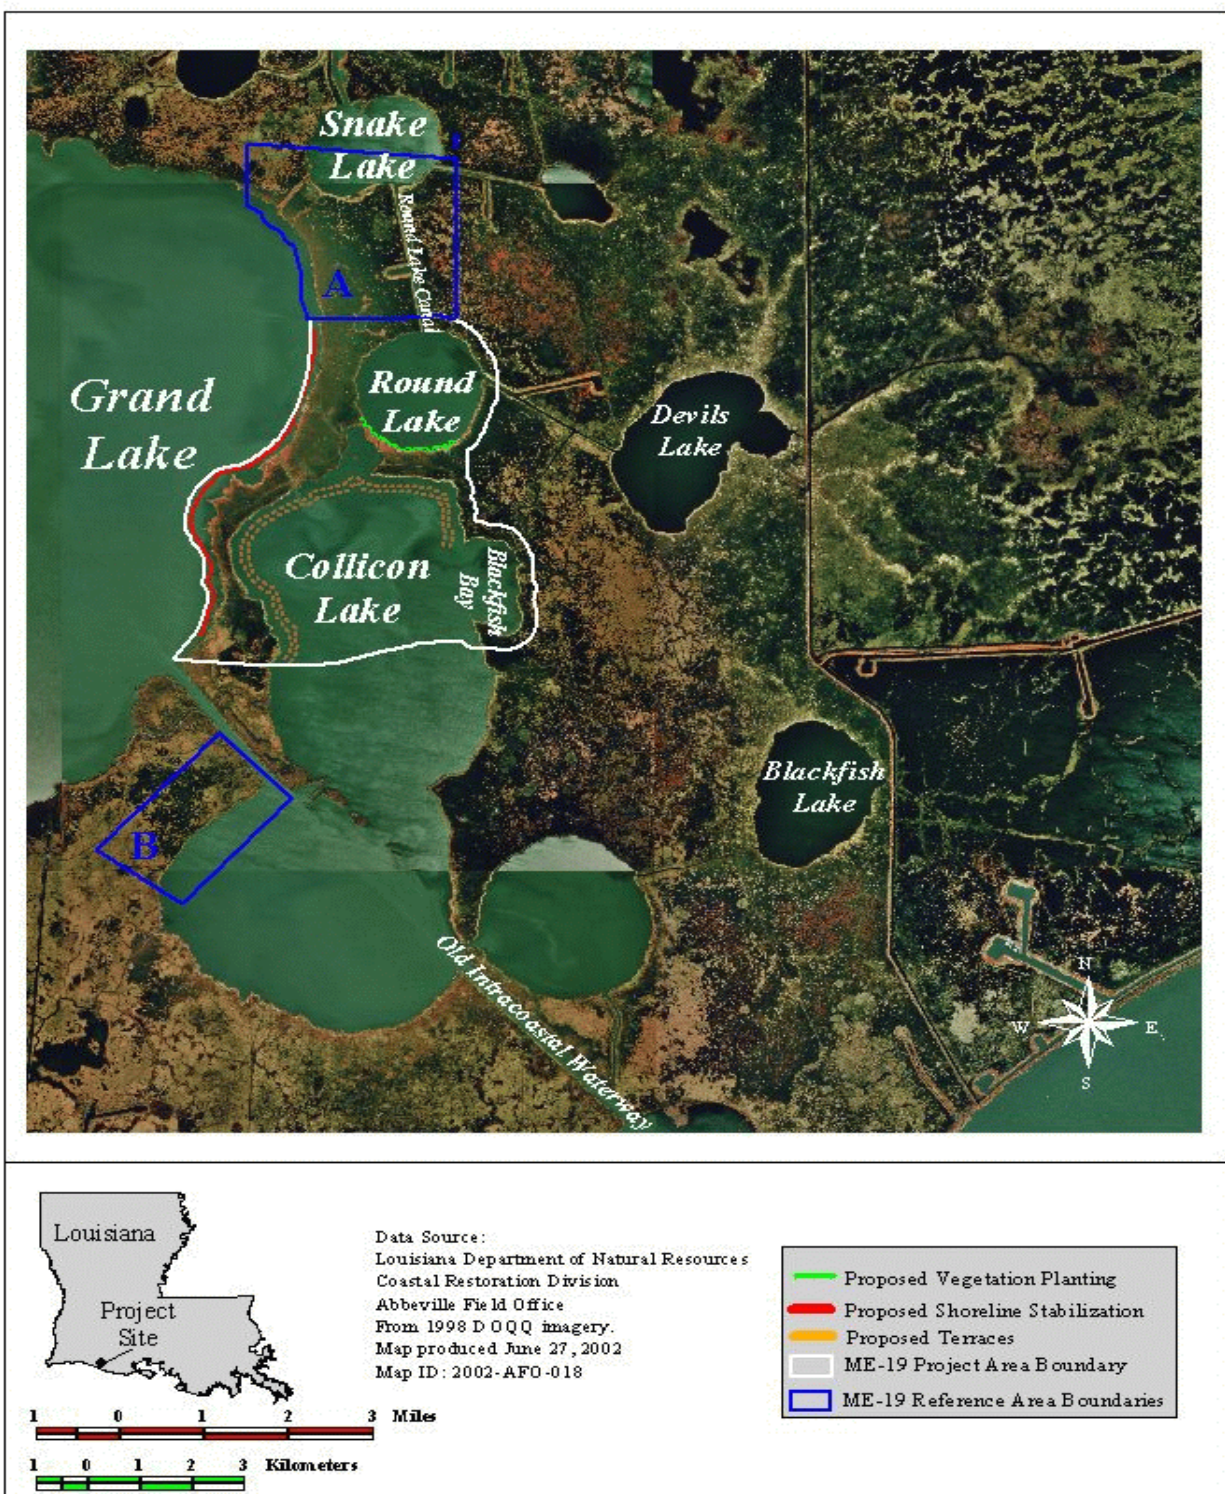 Snake
Lake
Round Lake Canal
A
Grand
Lake
Round
Lake
Devils
Lake
Collicon
Lake
Blackfish
Bay
Blackfish
Lake
B
Old Intracoastal Waterway
N
W E
S
Louisiana
Project
Site
Data Source:
Louisiana Department of Natural Resources
Coastal Restoration Division
Abbeville Field Office
From 1998 DOQQ imagery.
Map produced June 27, 2002
Map ID: 2002-AFO-018
Proposed Vegetation Planting
Proposed Shoreline Stabilization
Proposed Terraces
ME-19 Project Area Boundary
ME-19 Reference Area Boundaries
1 0 1 2 3 Miles
1 0 1 2 3 Kilometers